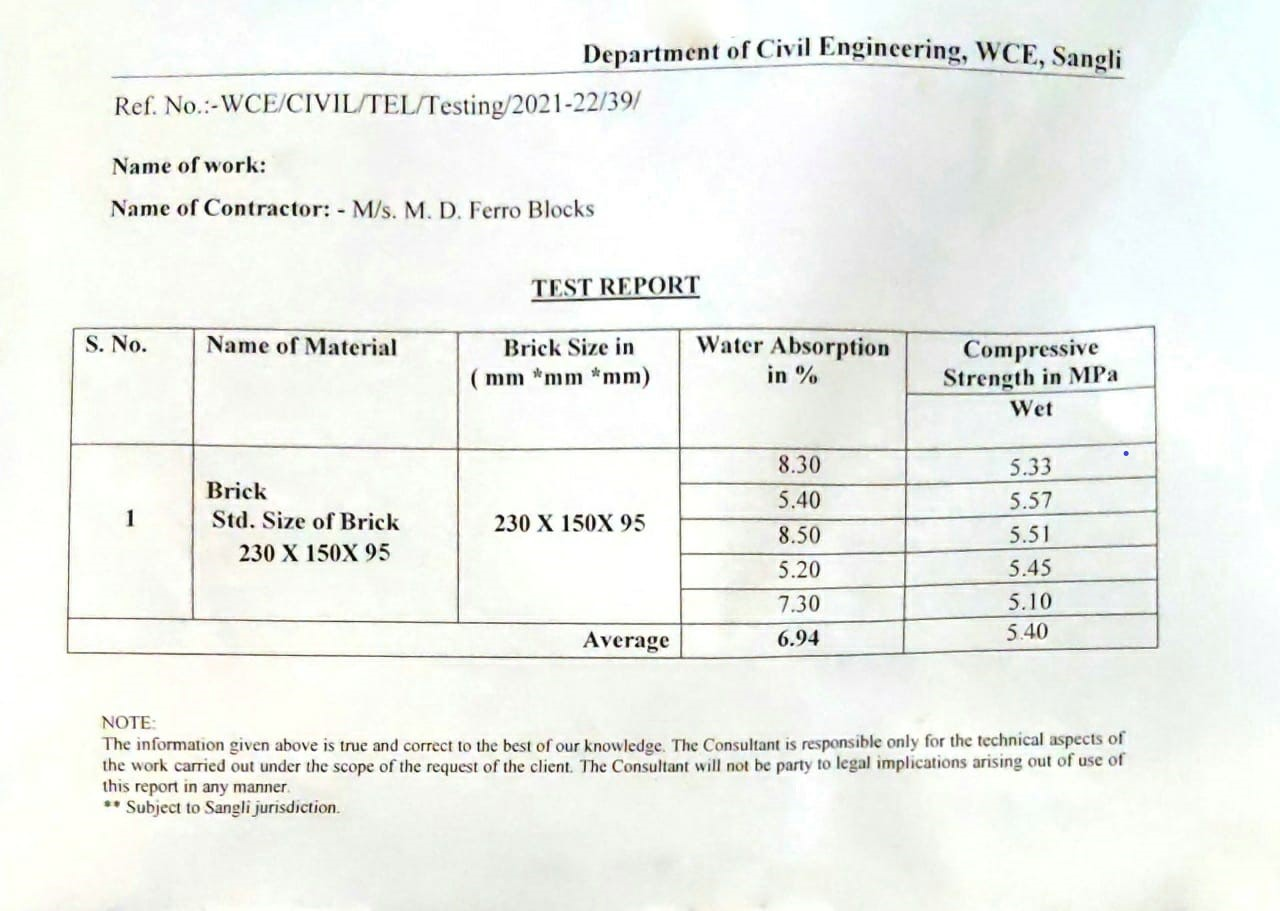 Department of Civil Engineering, WCE, Sangli
Ref. No.:-WCE/CIVIL/TEL/Testing/2021-22/39/
Name of work:
Name of Contractor: - M/s. M. D. Ferro Blocks
TEST REPORT
S. No. Name of Material Brick Size in Water Absorption Compressive
( mm *mm *mm) in % Strength in MPa
Wet
8.30 5.33
Brick 5.40 5.57
1 Std. Size of Brick 230 X 150X 95 8.50 5.51
230 X 150X 95 5.20 5.45
7.30 5.10
Average 6.94 5.40
NOTE:
The information given above is true and correct to the best of our knowledge. The Consultant is responsible only for the technical aspects of
the work carried out under the scope of the request of the client. The Consultant will not be party to legal implications arising out of use of
this report in any manner.
** Subject to Sangli jurisdiction.